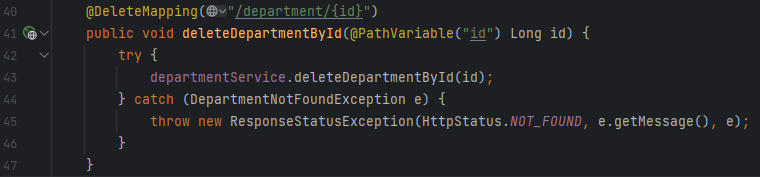 40 @DeleteMapping("/department/{id}")
41 public void deleteDepartmentById(@PathVariable("id") Long id) {
42 try {
43 departmentService.deleteDepartmentById(id);
44 } catch (DepartmentNotFoundException e) {
45 throw new ResponseStatusException(HttpStatus.NOT_FOUND, e.getMessage(), e);
46 }
47 }